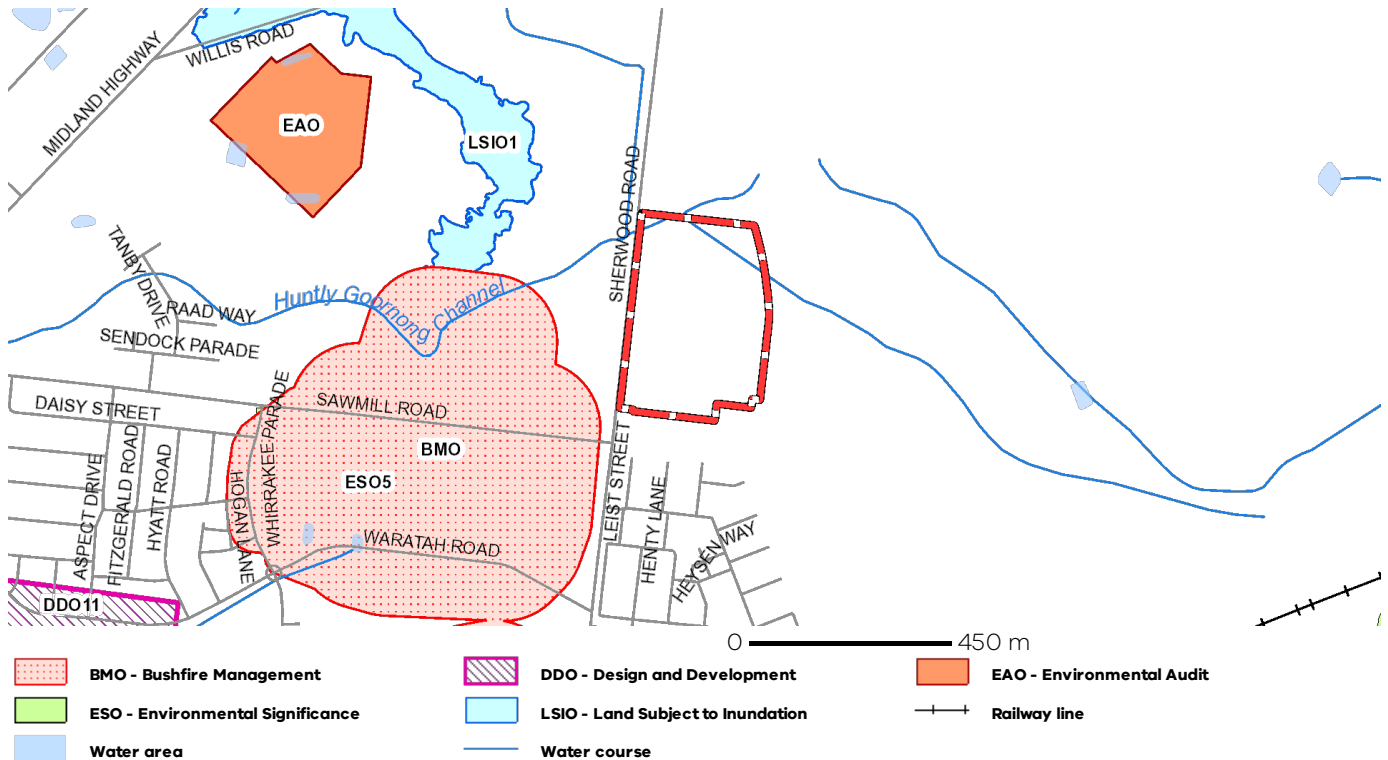 WILLIS ROAD
MIDLAND HIGHWAY
EAO
LSIO1
SHERWOOD ROAD
TANBY DRIVE
Huntly Goornong Channel
RAAD WAY
SENDOCK PARADE
DAISY STREET
SAWMILL ROAD
WHIRRAKEE PARADE
BMO
ESO5
ASPECT DRIVE
FITZGERALD ROAD
HYATT ROAD
HOGAN LANE
LEIST STREET
HENTY LANE
HEYSEN WAY
WARATAH ROAD
DDO11
0 450 m
BMO - Bushfire Management
DDO - Design and Development
EAO - Environmental Audit
ESO - Environmental Significance
LSIO - Land Subject to Inundation
Railway line
Water area
Water course